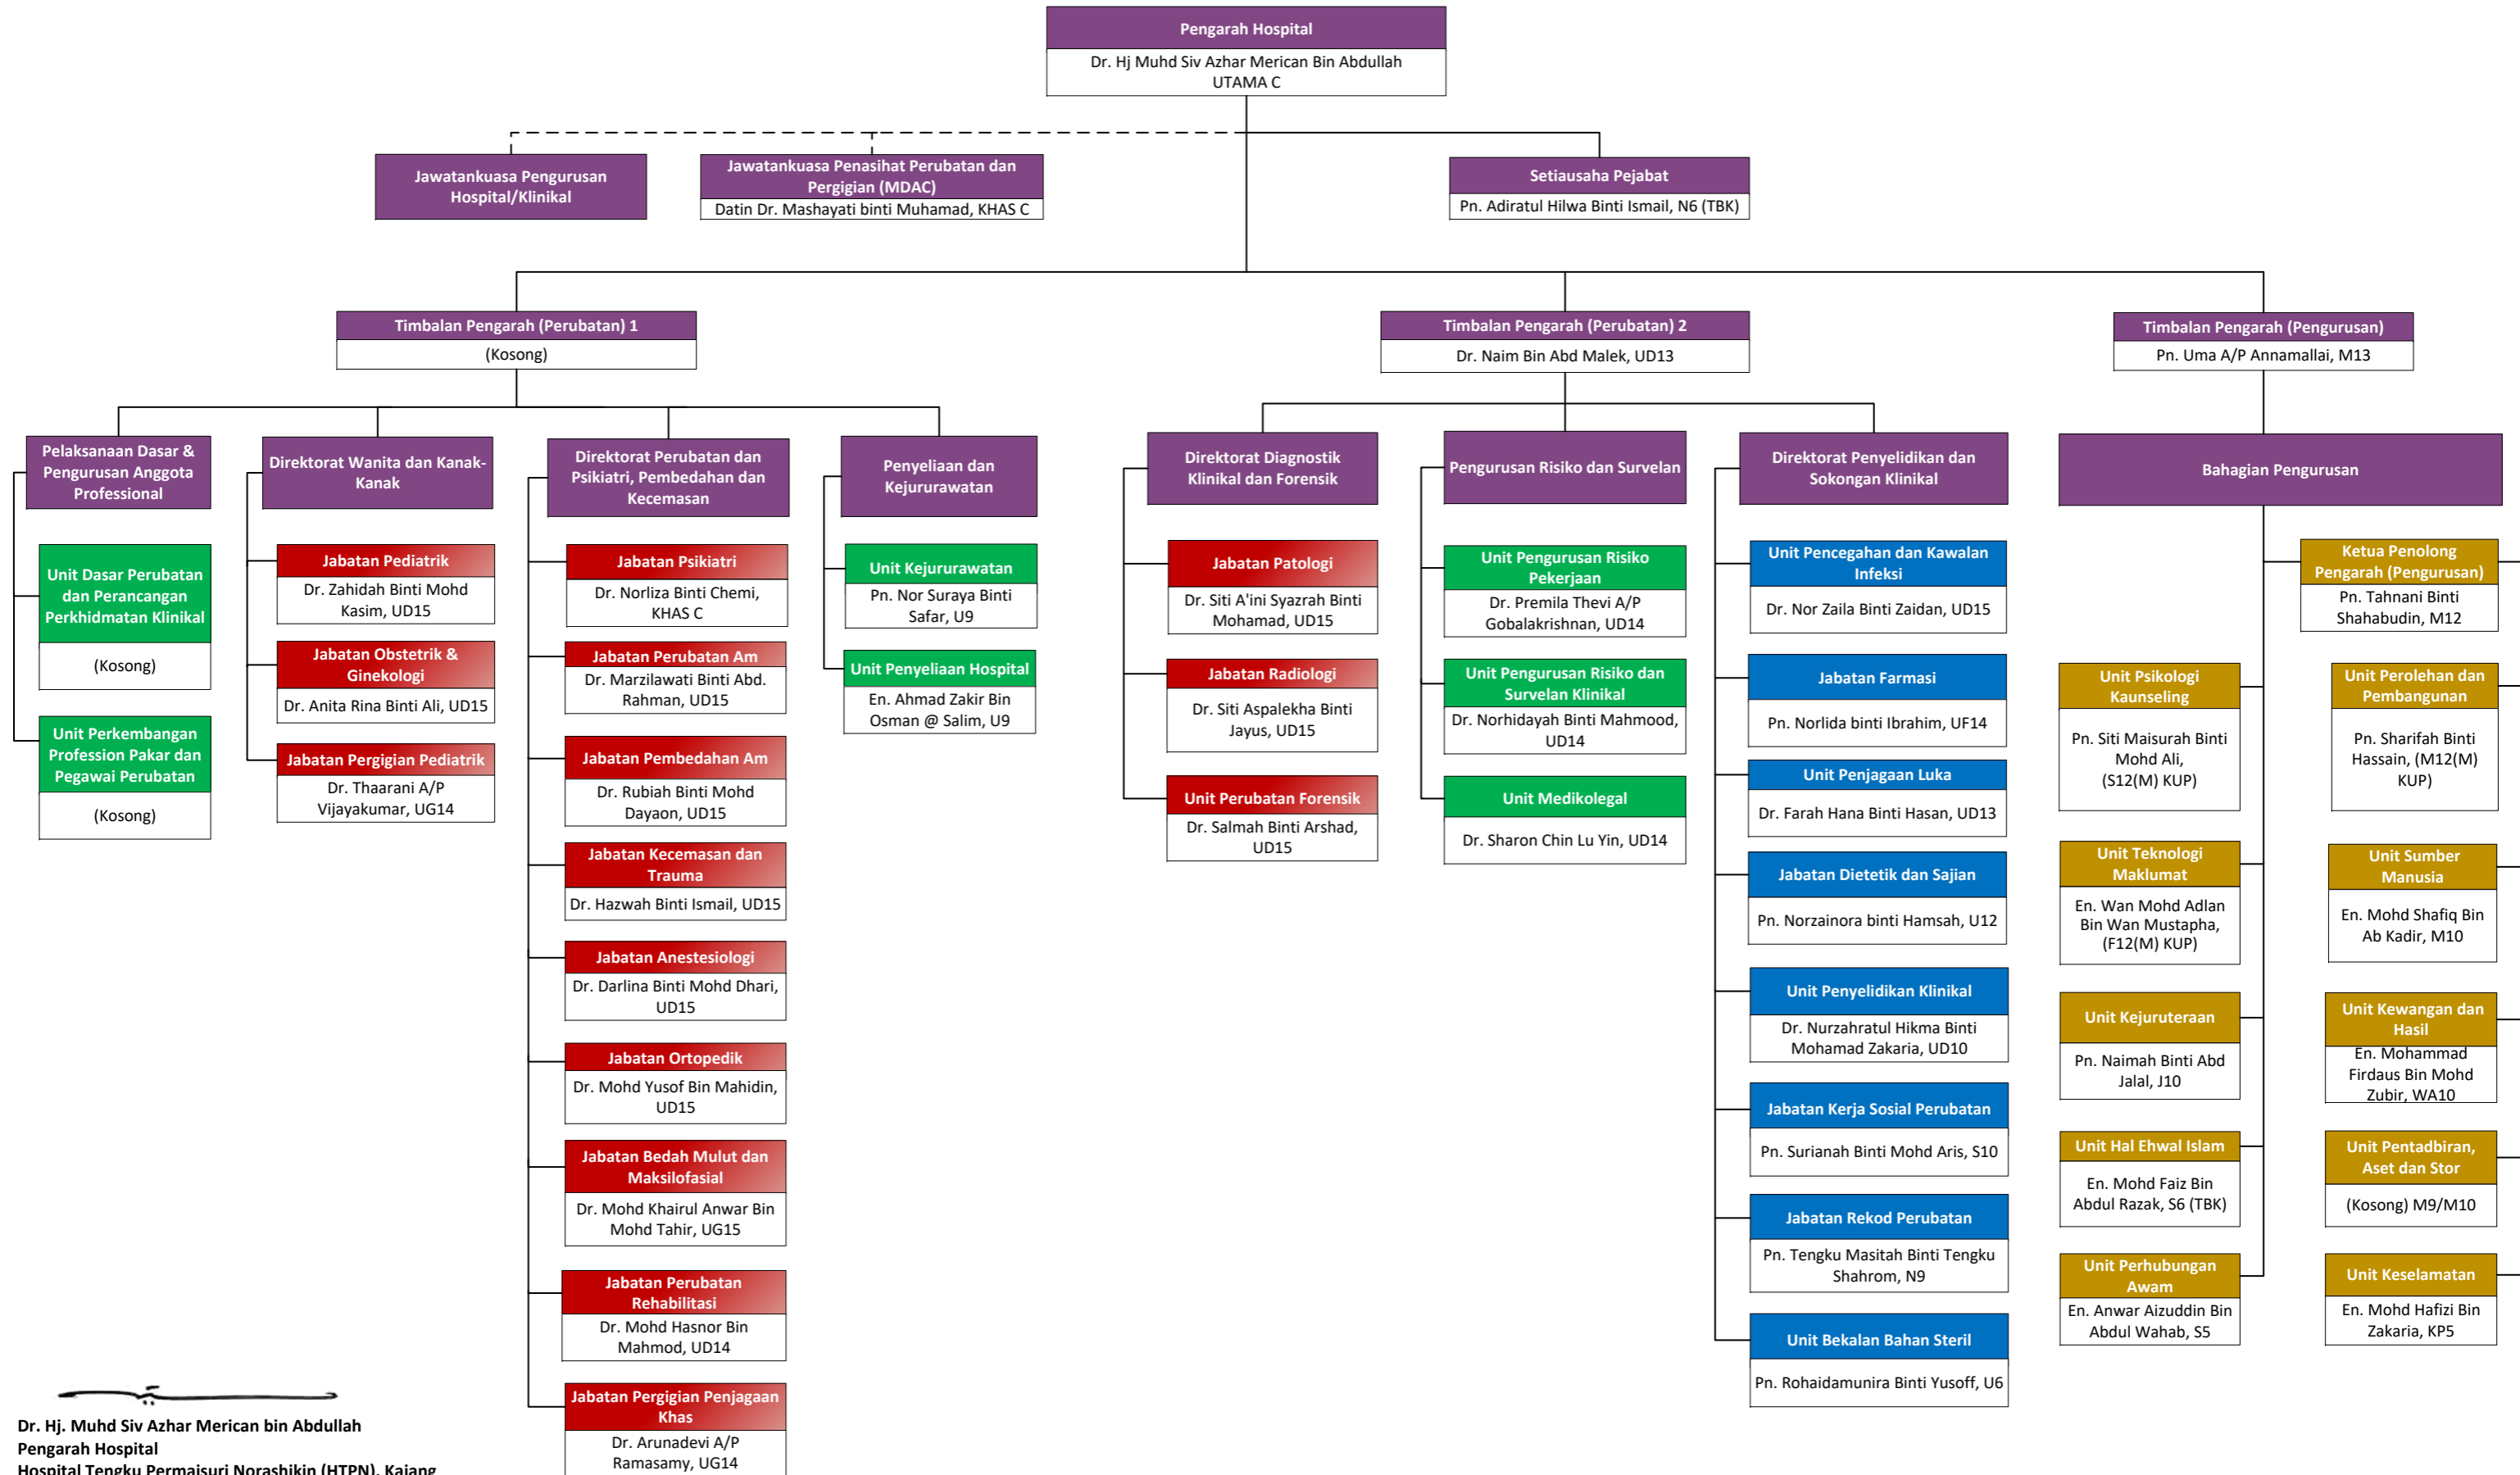 Pengarah Hospital
Dr. Hj Muhd Siv Azhar Merican Bin Abdullah
UTAMA C
Jawatankuasa Pengurusan
Hospital/Klinikal
Jawatankuasa Penasihat Perubatan dan
Pergigian (MDAC)
Datin Dr. Mashayati binti Muhamad, KHAS C
Setiausaha Pejabat
Pn. Adiratul Hilwa Binti Ismail, N6 (TBK)
Timbalan Pengarah (Perubatan) 1
(Kosong)
Timbalan Pengarah (Perubatan) 2
Dr. Naim Bin Abd Malek, UD13
Timbalan Pengarah (Pengurusan)
Pn. Uma A/P Annamallai, M13
Pelaksanaan Dasar &
Pengurusan Anggota
Professional
Unit Dasar Perubatan
dan Perancangan
Perkhidmatan Klinikal
(Kosong)
Unit Perkembangan
Profession Pakar dan
Pegawai Perubatan
(Kosong)
Direktorat Wanita dan Kanak-
Kanak
Jabatan Pediatrik
Dr. Zahidah Binti Mohd
Kasim, UD15
Jabatan Obstetrik &
Ginekologi
Dr. Anita Rina Binti Ali, UD15
Jabatan Pergigian Pediatrik
Dr. Thaarani A/P
Vijayakumar, UG14
Direktorat Perubatan dan
Psikiatri, Pembedahan dan
Kecemasan
Jabatan Psikiatri
Dr. Norliza Binti Chemi,
KHAS C
Jabatan Perubatan Am
Dr. Marzilawati Binti Abd.
Rahman, UD15
Jabatan Pembedahan Am
Dr. Rubiah Binti Mohd
Dayaon, UD15
Jabatan Kecemasan dan
Trauma
Dr. Hazwah Binti Ismail, UD15
Jabatan Anestesiologi
Dr. Darlina Binti Mohd Dhari,
UD15
Jabatan Ortopedik
Dr. Mohd Yusof Bin Mahidin,
UD15
Jabatan Bedah Mulut dan
Maksilofasial
Dr. Mohd Khairul Anwar Bin
Mohd Tahir, UG15
Jabatan Perubatan
Rehabilitasi
Dr. Mohd Hasnor Bin
Mahmod, UD14
Jabatan Pergigian Penjagaan
Khas
Dr. Arunadevi A/P
Ramasamy, UG14
Penyeliaan dan
Kejururawatan
Unit Kejururawatan
Pn. Nor Suraya Binti
Safar, U9
Unit Penyeliaan Hospital
En. Ahmad Zakir Bin
Osman @ Salim, U9
Direktorat Diagnostik
Klinikal dan Forensik
Jabatan Patologi
Dr. Siti A'ini Syazrah Binti
Mohamad, UD15
Jabatan Radiologi
Dr. Siti Aspalekha Binti
Jayus, UD15
Unit Perubatan Forensik
Dr. Salmah Binti Arshad,
UD15
Pengurusan Risiko dan Survelan
Unit Pengurusan Risiko
Pekerjaan
Dr. Premila Thevi A/P
Gobalakrishnan, UD14
Unit Pengurusan Risiko dan
Survelan Klinikal
Dr. Norhidayah Binti Mahmood,
UD14
Unit Medikolegal
Dr. Sharon Chin Lu Yin, UD14
Direktorat Penyelidikan dan
Sokongan Klinikal
Unit Pencegahan dan Kawalan
Infeksi
Dr. Nor Zaila Binti Zaidan, UD15
Jabatan Farmasi
Pn. Norlida binti Ibrahim, UF14
Unit Penjagaan Luka
Dr. Farah Hana Binti Hasan, UD13
Jabatan Dietetik dan Sajian
Pn. Norzainora binti Hamsah, U12
Unit Penyelidikan Klinikal
Dr. Nurzahratul Hikma Binti
Mohamad Zakaria, UD10
Jabatan Kerja Sosial Perubatan
Pn. Surianah Binti Mohd Aris, S10
Jabatan Rekod Perubatan
Pn. Tengku Masitah Binti Tengku
Shahrom, N9
Unit Bekalan Bahan Steril
Pn. Rohaidamunira Binti Yusoff, U6
Bahagian Pengurusan
Ketua Penolong
Pengarah (Pengurusan)
Pn. Tahnani Binti
Shahabudin, M12
Unit Psikologi
Kaunseling
Pn. Siti Maisurah Binti
Mohd Ali,
(S12(M) KUP)
Unit Teknologi
Maklumat
En. Wan Mohd Adlan
Bin Wan Mustapha,
(F12(M) KUP)
Unit Kejuruteraan
Pn. Naimah Binti Abd
Jalal, J10
Unit Hal Ehwal Islam
En. Mohd Faiz Bin
Abdul Razak, S6 (TBK)
Unit Perhubungan
Awam
En. Anwar Aizuddin Bin
Abdul Wahab, S5
Unit Perolehan dan
Pembangunan
Pn. Sharifah Binti
Hassain, (M12(M)
KUP)
Unit Sumber
Manusia
En. Mohd Shafiq Bin
Ab Kadir, M10
Unit Kewangan dan
Hasil
En. Mohammad
Firdaus Bin Mohd
Zubir, WA10
Unit Pentadbiran,
Aset dan Stor
(Kosong) M9/M10
Unit Keselamatan
En. Mohd Hafizi Bin
Zakaria, KP5
Dr. Hj. Muhd Siv Azhar Merican bin Abdullah
Pengarah Hospital
Hospital Tengku Permaisuri Norashikin (HTPN), Kajang